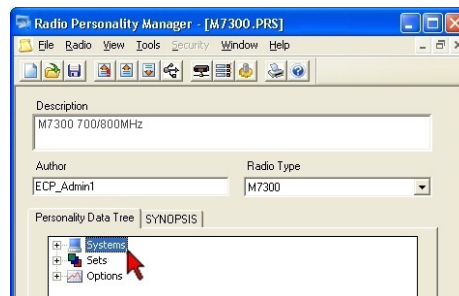 Radio Personality Manager - [M7300.PRS]
File Radio View Tools Security Window Help
Description
M7300 700/800MHz
Author
Radio Type
ECP_Admin1
M7300
Personality Data Tree SYNOPSIS
Systems
Sets
Options